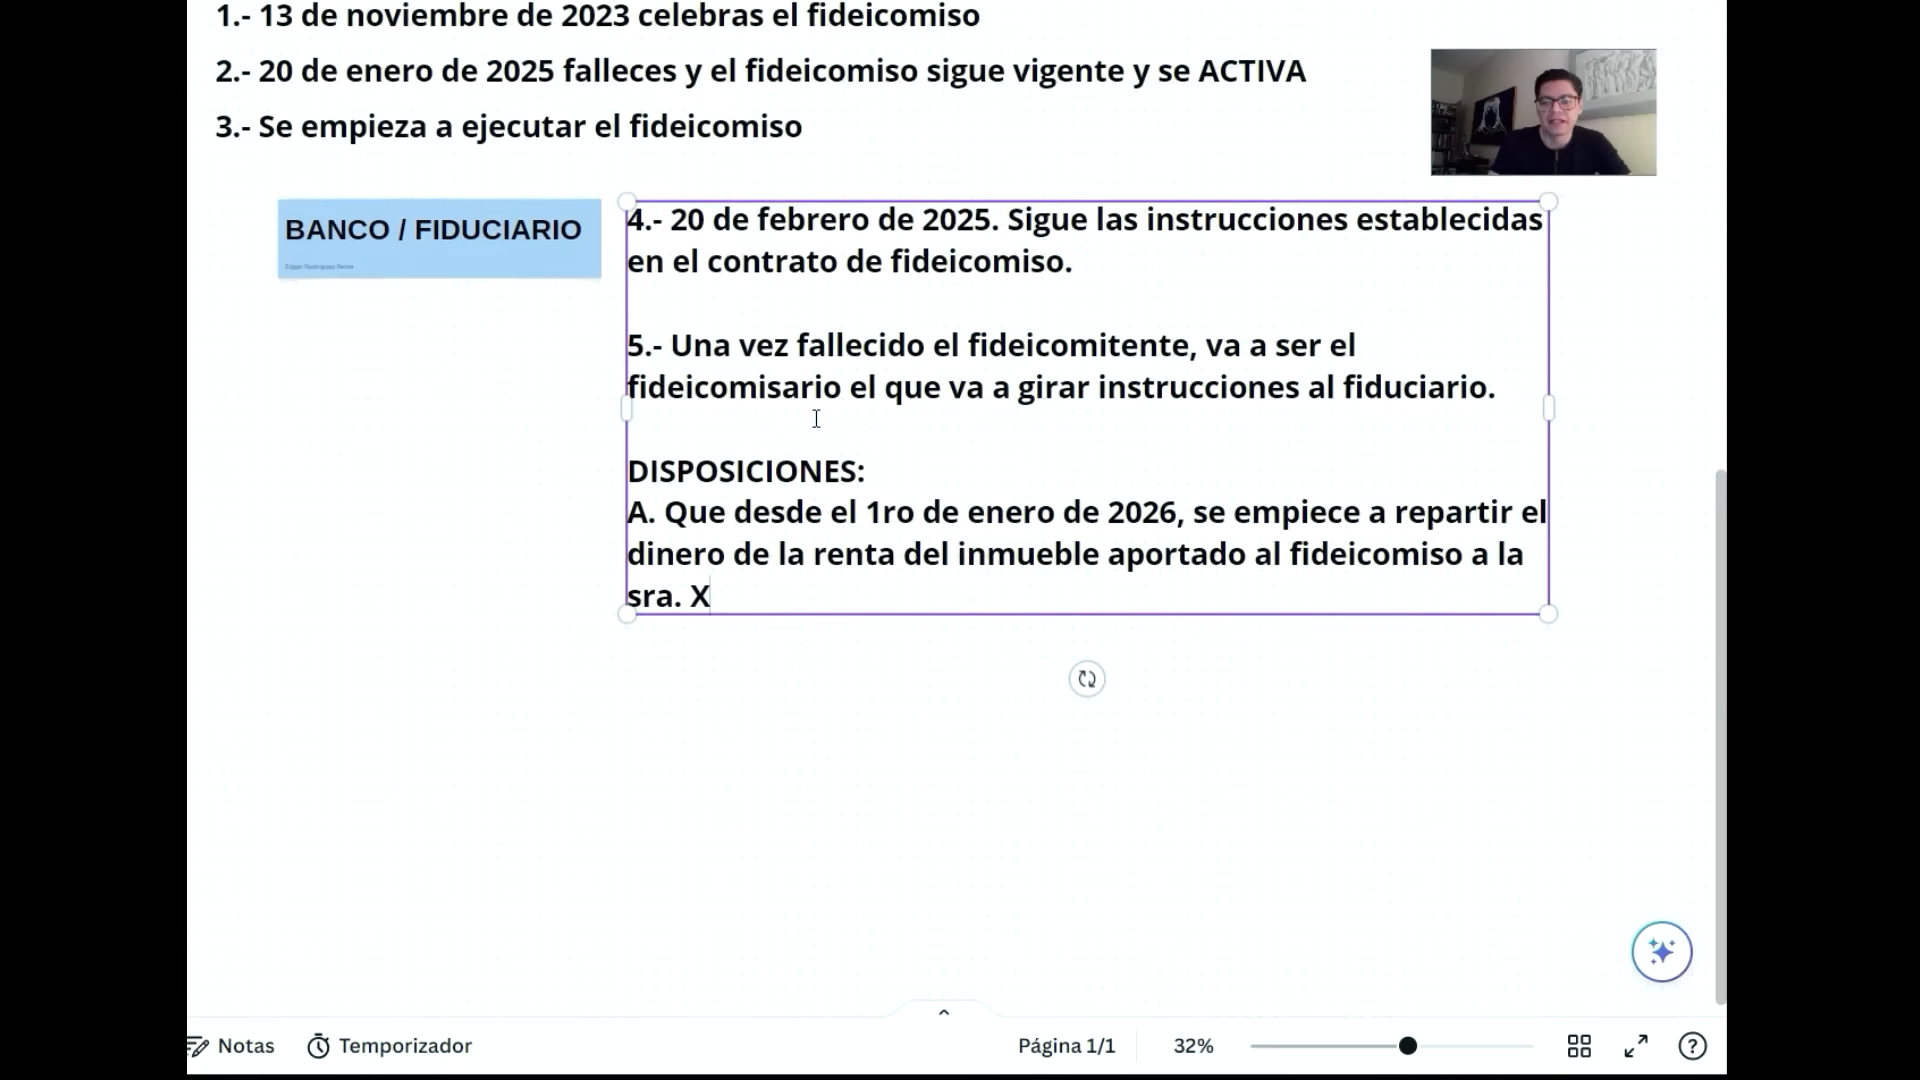 1.- 13 de noviembre de 2023 celebras el fideicomiso
2.- 20 de enero de 2025 falleces y el fideicomiso sigue vigente y se ACTIVA
3.- Se empieza a ejecutar el fideicomiso
BANCO / FIDUCIARIO
4.- 20 de febrero de 2025. Sigue las instrucciones establecidas
en el contrato de fideicomiso.
5.- Una vez fallecido el fideicomitente, va a ser el
fideicomisario el que va a girar instrucciones al fiduciario.
DISPOSICIONES:
A. Que desde el 1ro de enero de 2026, se empiece a repartir el
dinero de la renta del inmueble aportado al fideicomiso a la
sra. X
Notas
Temporizador
Página 1/1
32%